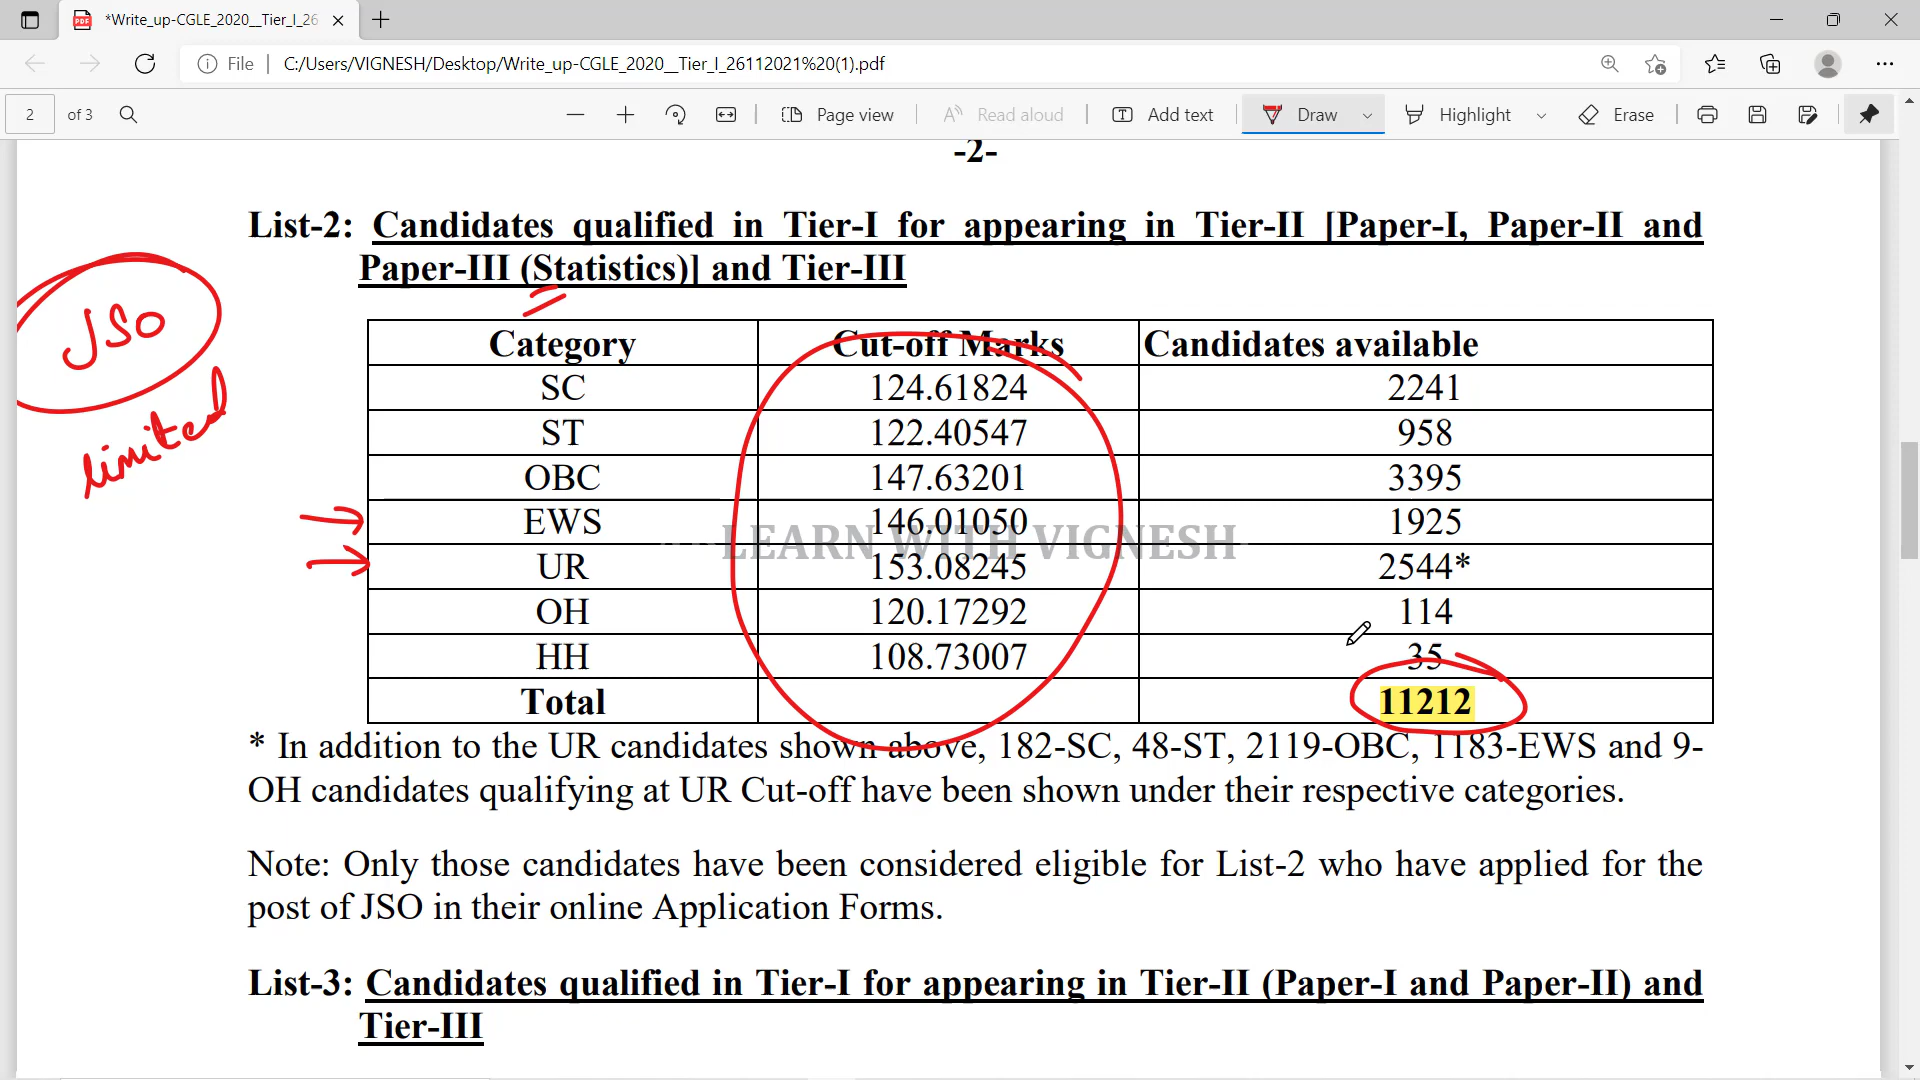 *Write_up-CGLE_2020__Tier_I_26
File
C:/Users/VIGNESH/Desktop/Write_up-CGLE_2020__Tier_I_26112021%20(1).pdf
2 of 3
Page view
Read aloud
Add text
Draw
Highlight
Erase
-2-
List-2: Candidates qualified in Tier-I for appearing in Tier-II [Paper-I, Paper-II and
Paper-III (Statistics)] and Tier-III
JSO
limited
Category Cut-off Marks Candidates available
SC 124.61824 2241
ST 122.40547 958
OBC 147.63201 3395
EWS 146.01050 1925
LEARN WITH VIGNESH
UR 153.08245 2544*
OH 120.17292 114
HH 108.73007 35
Total 11212
* In addition to the UR candidates shown above, 182-SC, 48-ST, 2119-OBC, 1183-EWS and 9-
OH candidates qualifying at UR Cut-off have been shown under their respective categories.
Note: Only those candidates have been considered eligible for List-2 who have applied for the
post of JSO in their online Application Forms.
List-3: Candidates qualified in Tier-I for appearing in Tier-II (Paper-I and Paper-II) and
Tier-III